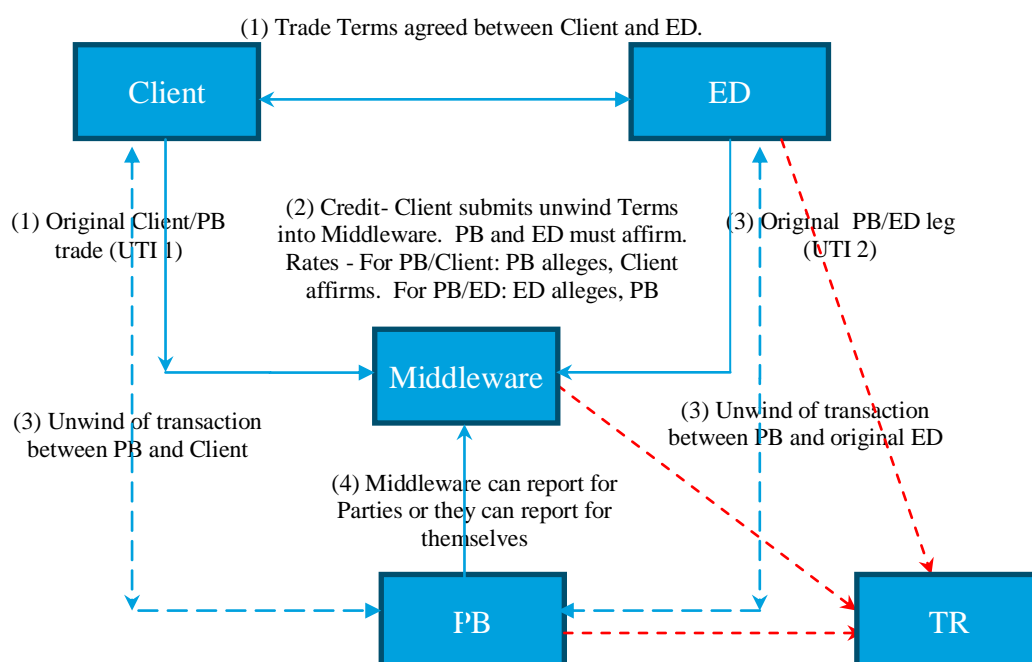 (1) Trade Terms agreed between Client and ED.
Client
ED
(1) Original Client/PB
trade (UTI 1)
(2) Credit- Client submits unwind Terms
into Middleware. PB and ED must affirm.
Rates - For PB/Client: PB alleges, Client
affirms. For PB/ED: ED alleges, PB
(3) Original PB/ED leg
(UTI 2)
Middleware
(3) Unwind of transaction
between PB and Client
(3) Unwind of transaction
between PB and original ED
(4) Middleware can report for
Parties or they can report for
themselves
PB
TR